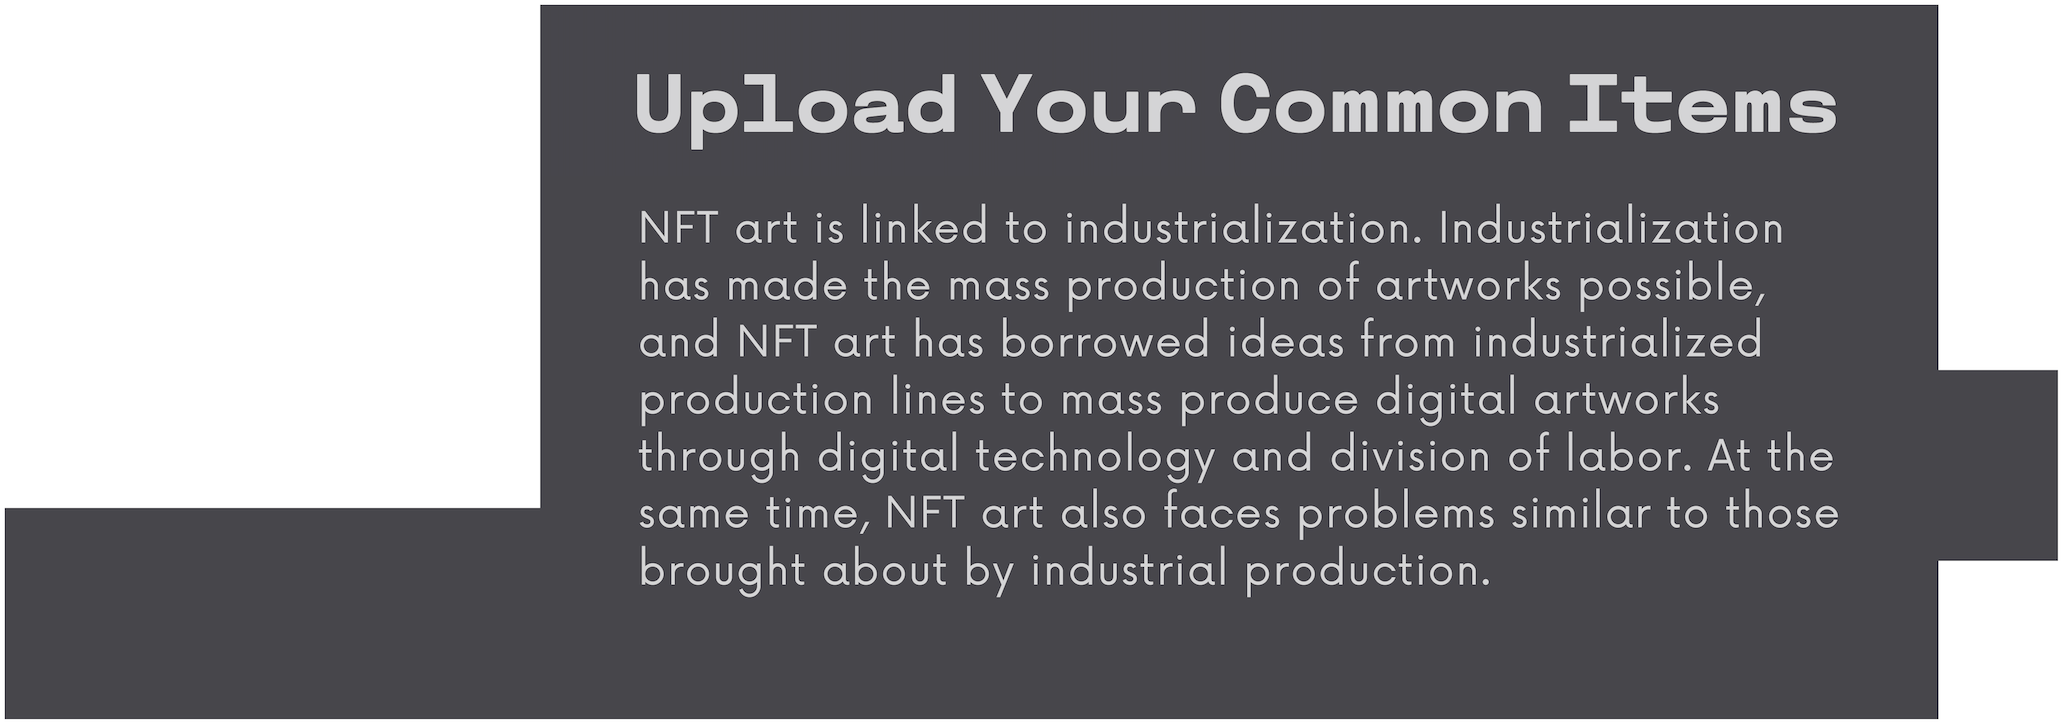 Upload Your Common Items
NFT art is linked to industrialization. Industrialization
has made the mass production of artworks possible,
and NFT art has borrowed ideas from industrialized
production lines to mass produce digital artworks
through digital technology and division of labor. At the
same time, NFT art also faces problems similar to those
brought about by industrial production.